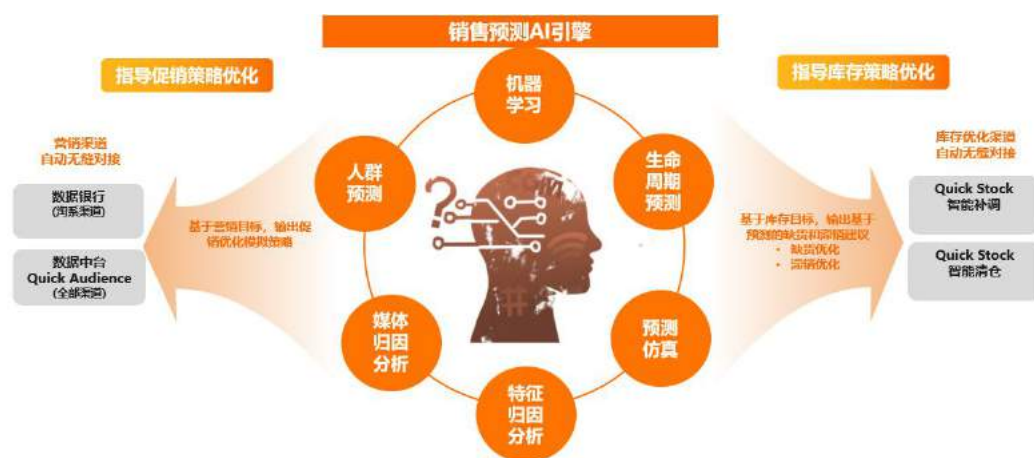 销售预测AI引擎
指导促销策略优化
指导库存策略优化
机器
学习
营销渠道
自动无缝对接
库存优化渠道
自动无缝对接
人群
预测
生命
周期
预测
数据银行
(淘系渠道)
Quick Stock
智能补调
基于营销目标，输出促
销优化模拟策略
基于库存目标，输出基于
预测的缺货和滞销建议
• 缺货优化
• 滞销优化
数据中台
Quick Audience
(全部渠道)
Quick Stock
智能清仓
媒体
归因
分析
预测
仿真
特征
归因
分析
?
#